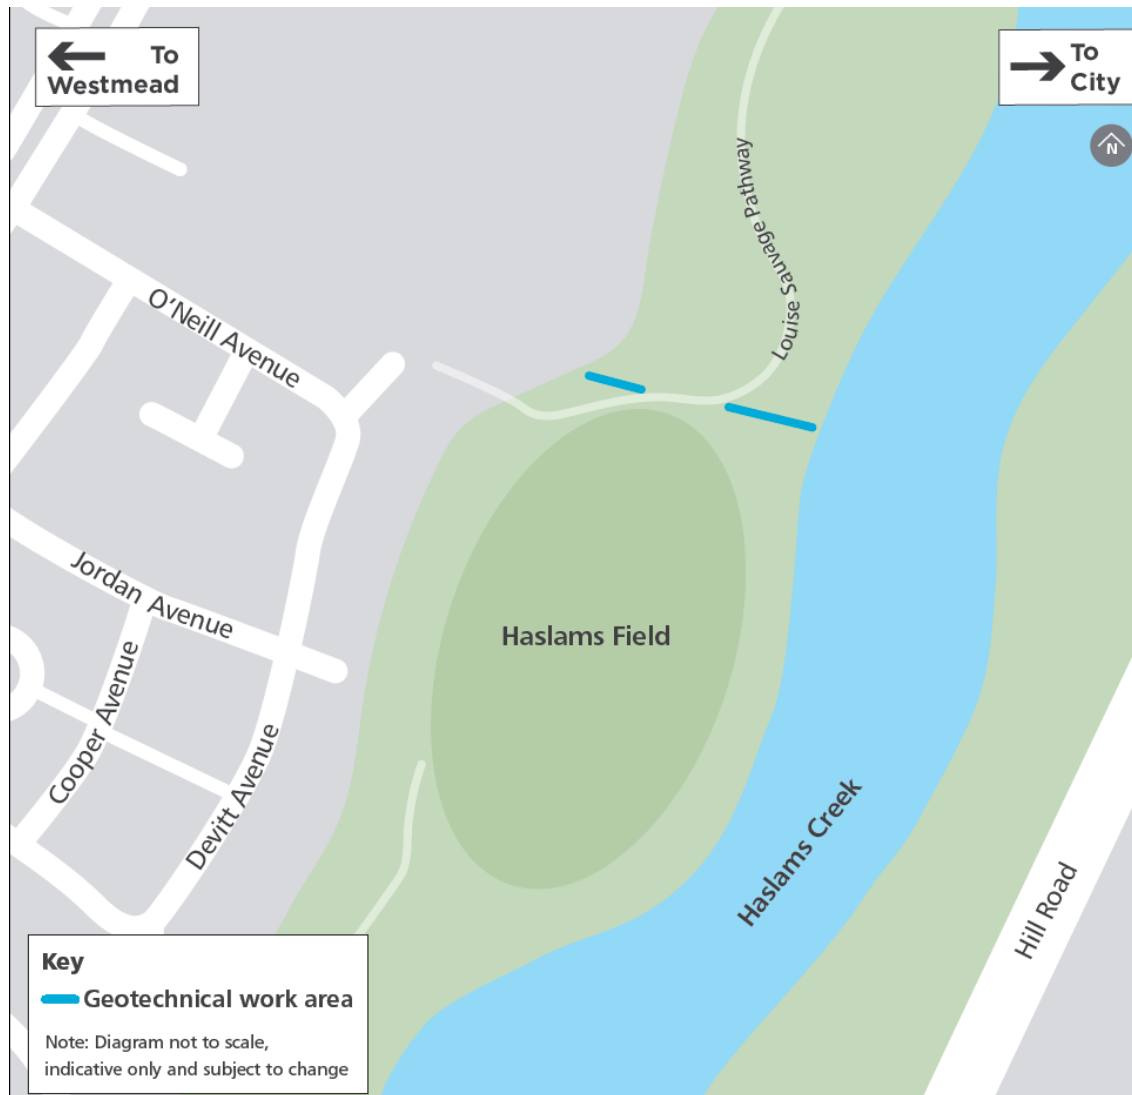 To
Westmead
To
City
N
Louise Sauvage Pathway
O’Neill Avenue
Jordan Avenue
Haslams Field
Cooper Avenue
Devitt Avenue
Haslams Creek
Hill Road
Key
Geotechnical work area
Note: Diagram not to scale,
indicative only and subject to change